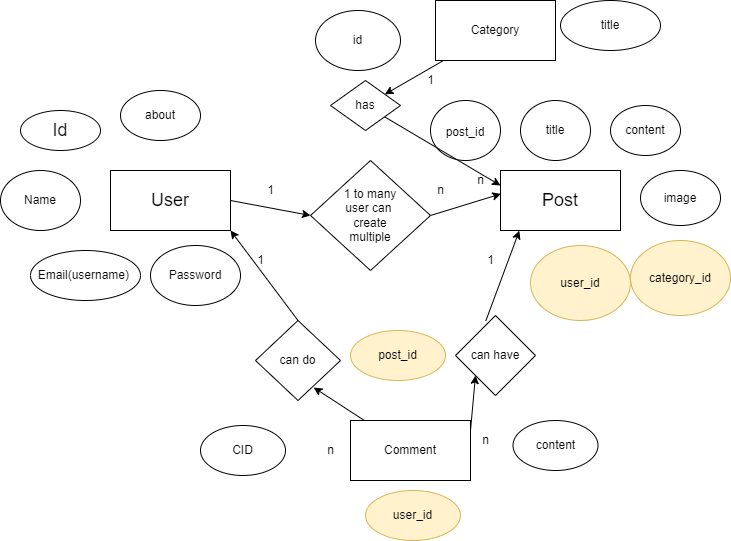 id
Category
title
1
has
about
Id
post_id
title
content
n
Name
User
1
1 to many
user can
create
multiple
n
Post
image
Email(username)
Password
1
1
user_id
category_id
can do
post_id
can have
CID
n
Comment
n
content
user_id